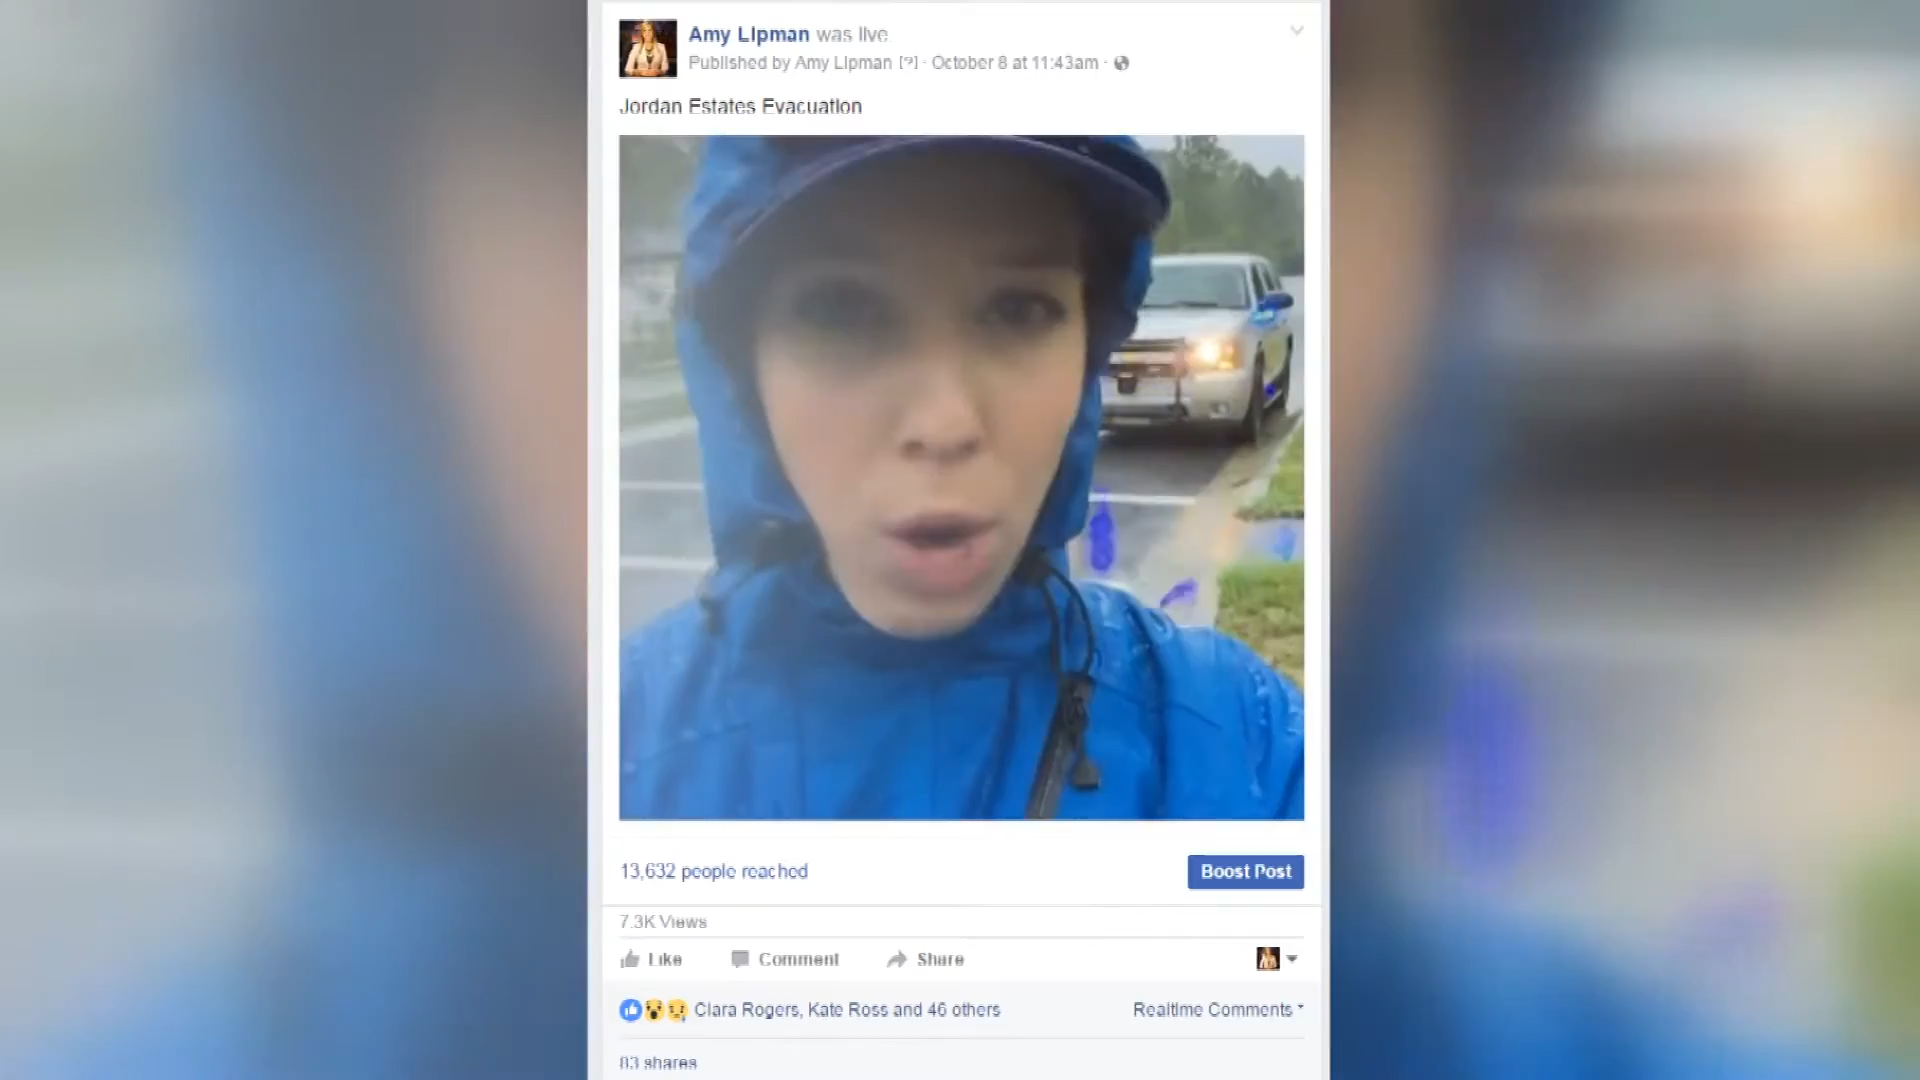 Amy Lipman was live
Published by Amy Lipman [?] · October 8 at 11:43am ·
Jordan Estates Evacuation
13,632 people reached
Boost Post
7.3K Views
Like Comment Share
Clara Rogers, Kate Ross and 46 others
Realtime Comments
83 shares